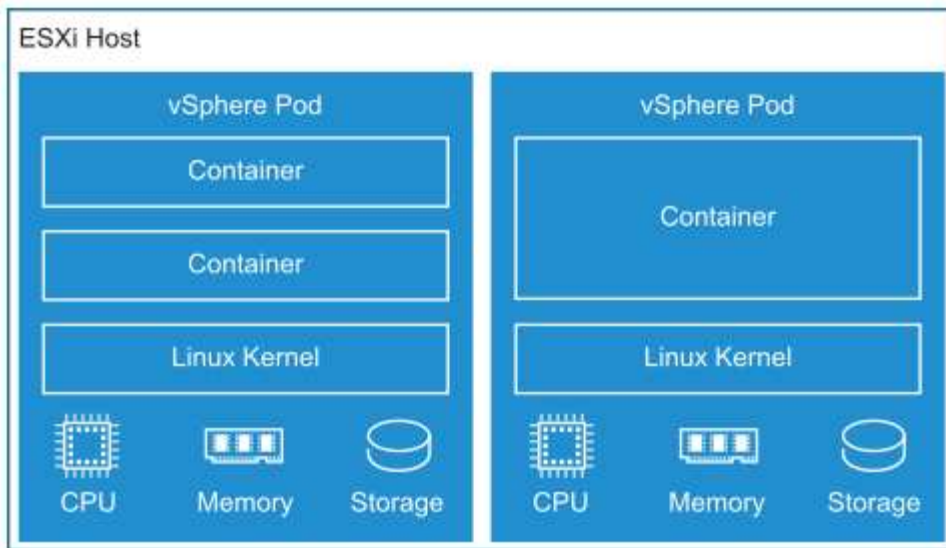 ESXi Host
vSphere Pod
Container
Container
Linux Kernel
CPU Memory Storage
vSphere Pod
Container
Linux Kernel
CPU Memory Storage